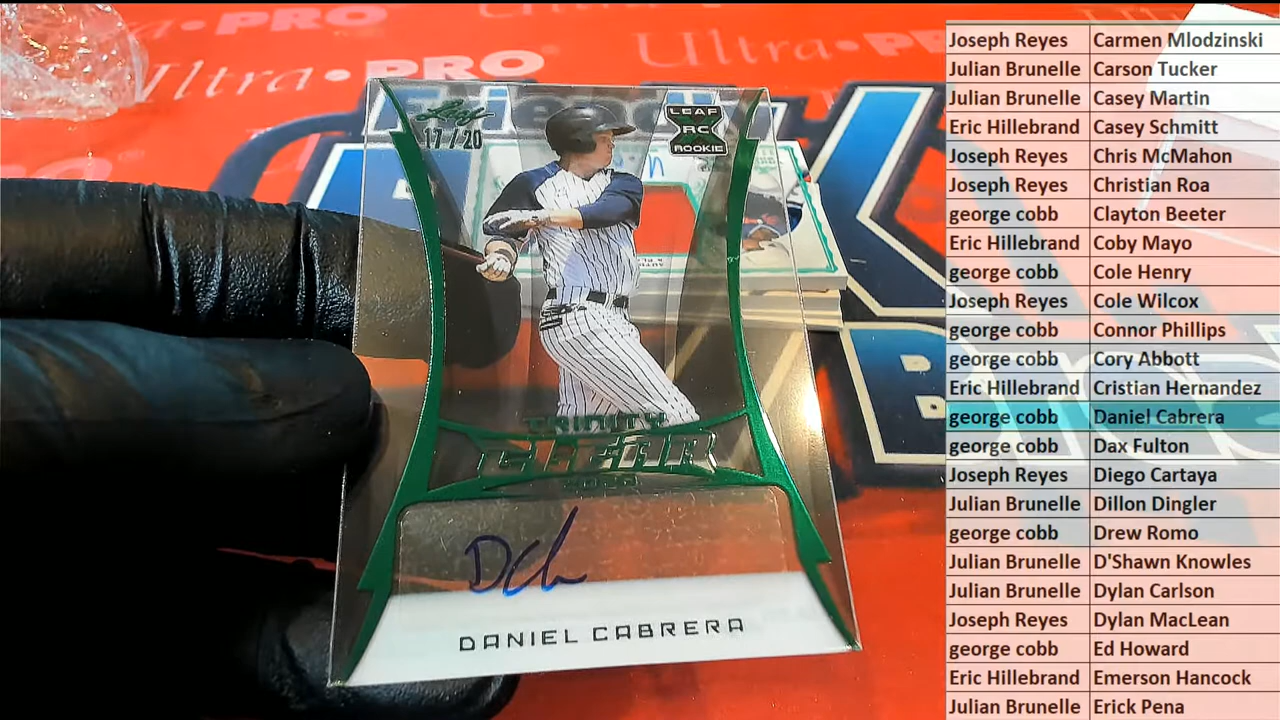 Ultra•PRO
Ultra•PRO
Ultra•PRO
Leaf
17/20
LEAF
RC
ROOKIE
TRINITY
CLEAR
2020
DCh
DANIEL CABRERA
Joseph Reyes Carmen Mlodzinski
Julian Brunelle Carson Tucker
Julian Brunelle Casey Martin
Eric Hillebrand Casey Schmitt
Joseph Reyes Chris McMahon
Joseph Reyes Christian Roa
george cobb Clayton Beeter
Eric Hillebrand Coby Mayo
george cobb Cole Henry
Joseph Reyes Cole Wilcox
george cobb Connor Phillips
george cobb Cory Abbott
Eric Hillebrand Cristian Hernandez
george cobb Daniel Cabrera
george cobb Dax Fulton
Joseph Reyes Diego Cartaya
Julian Brunelle Dillon Dingler
george cobb Drew Romo
Julian Brunelle D'Shawn Knowles
Julian Brunelle Dylan Carlson
Joseph Reyes Dylan MacLean
george cobb Ed Howard
Eric Hillebrand Emerson Hancock
Julian Brunelle Erick Pena